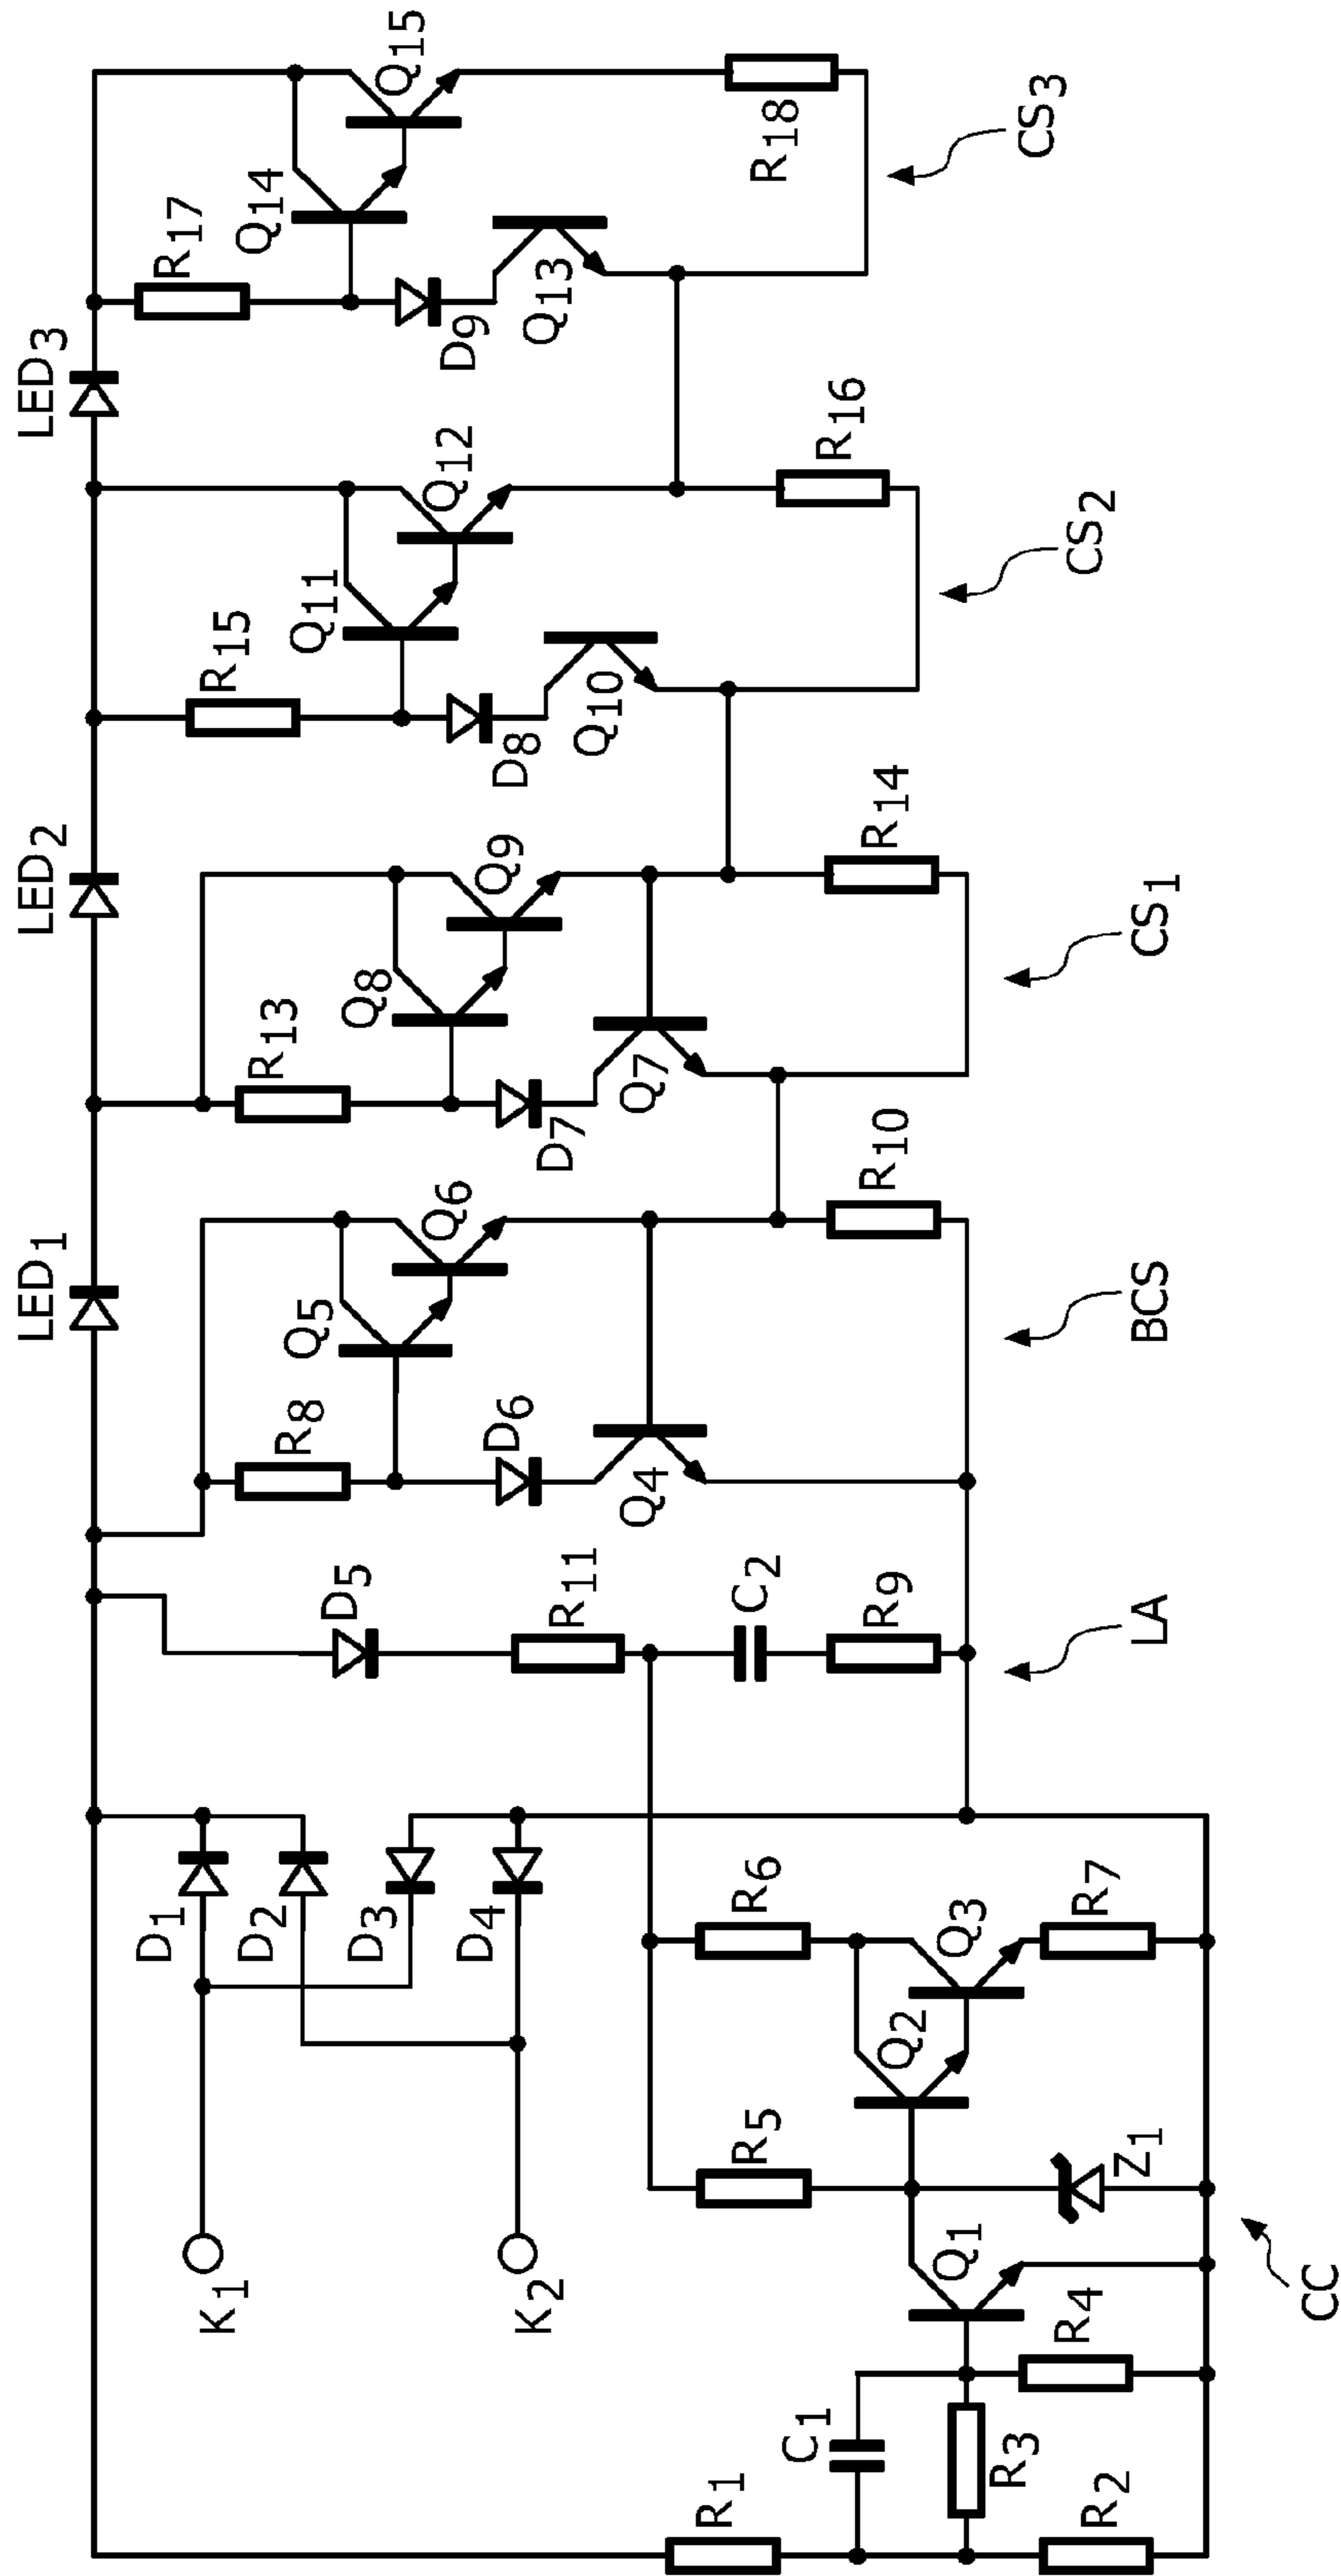 LED1
LED2
LED3
K1
K2
D1
D2
D3
D4
D5
R11
C2
R9
R8
D6
Q4
Q5
Q6
R10
R13
D7
Q7
Q8
Q9
R14
R15
D8
Q10
Q11
Q12
R16
R17
D9
Q13
Q14
Q15
R18
R1
C1
R3
R2
R4
Q1
R5
Z1
Q2
R6
Q3
R7
CC
LA
BCS
CS1
CS2
CS3